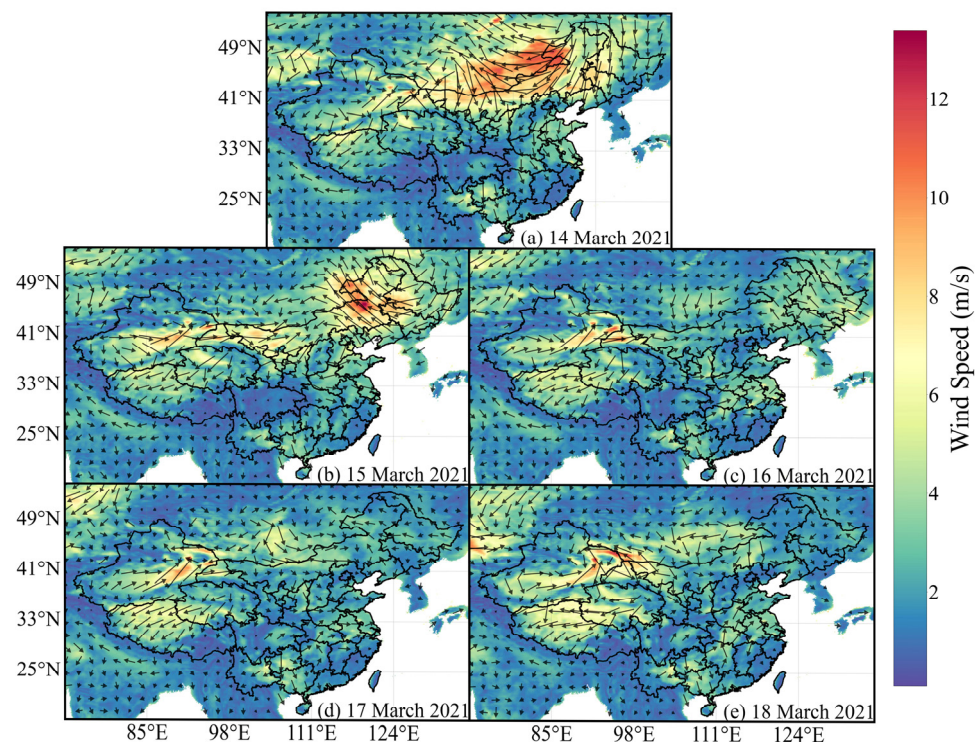 49°N
41°N
33°N
25°N
(a) 14 March 2021
49°N
41°N
33°N
25°N
(b) 15 March 2021
(c) 16 March 2021
49°N
41°N
33°N
25°N
(d) 17 March 2021
(e) 18 March 2021
85°E 98°E 111°E 124°E
85°E 98°E 111°E 124°E
12
10
8
6
4
2
Wind Speed (m/s)